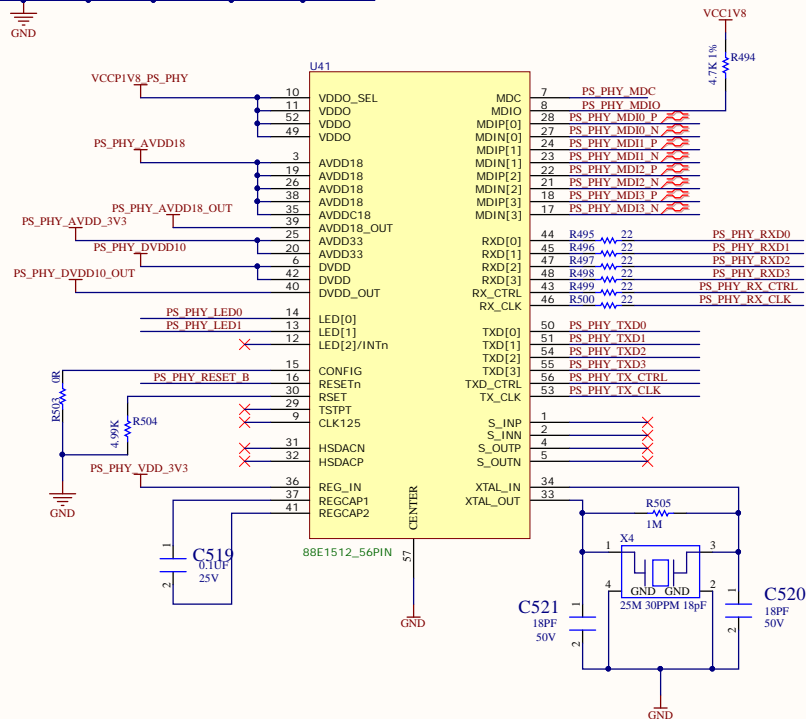 GND
VCC1V8
4.7K 1%
R494
U41
VCCP1V8_PS_PHY
10 VDDO_SEL MDC 7 PS_PHY_MDC
11 VDDO MDIO 8 PS_PHY_MDIO
52 VDDO MDIP[0] 28 PS_PHY_MDI0_P
49 VDDO MDIN[0] 27 PS_PHY_MDI0_N
MDIP[1] 24 PS_PHY_MDI1_P
PS_PHY_AVDD18
3 AVDD18 MDIN[1] 23 PS_PHY_MDI1_N
19 AVDD18 MDIP[2] 22 PS_PHY_MDI2_P
26 AVDD18 MDIN[2] 21 PS_PHY_MDI2_N
38 AVDD18 MDIP[3] 18 PS_PHY_MDI3_P
35 AVDDC18 MDIN[3] 17 PS_PHY_MDI3_N
PS_PHY_AVDD18_OUT
39 AVDD18_OUT
PS_PHY_AVDD_3V3
25 AVDD33 RXD[0] 44 R495 22 PS_PHY_RXD0
20 AVDD33 RXD[1] 45 R496 22 PS_PHY_RXD1
PS_PHY_DVDD10
6 DVDD RXD[2] 47 R497 22 PS_PHY_RXD2
42 DVDD RXD[3] 48 R498 22 PS_PHY_RXD3
PS_PHY_DVDD10_OUT
40 DVDD_OUT RX_CTRL 43 R499 22 PS_PHY_RX_CTRL
RX_CLK 46 R500 22 PS_PHY_RX_CLK
PS_PHY_LED0 14 LED[0]
PS_PHY_LED1 13 LED[1] TXD[0] 50 PS_PHY_TXD0
12 LED[2]/INTn TXD[1] 51 PS_PHY_TXD1
TXD[2] 54 PS_PHY_TXD2
15 CONFIG TXD[3] 55 PS_PHY_TXD3
PS_PHY_RESET_B 16 RESETn TXD_CTRL 56 PS_PHY_TX_CTRL
30 RSET TX_CLK 53 PS_PHY_TX_CLK
29 TSTPT
9 CLK125 S_INP 1
S_INN 2
31 HSDACN S_OUTP 4
32 HSDACP S_OUTN 5
R503 0R
4.99K R504
GND
PS_PHY_VDD_3V3
36 REG_IN XTAL_IN 34
37 REGCAP1 XTAL_OUT 33
41 REGCAP2
CENTER
57
GND
88E1512_56PIN
1
C519
0.1UF
25V
2
R505
1M
X4
1 3
4 2
GND GND
25M 30PPM 18pF
C521
18PF
50V
1
2
C520
18PF
50V
1
2
GND